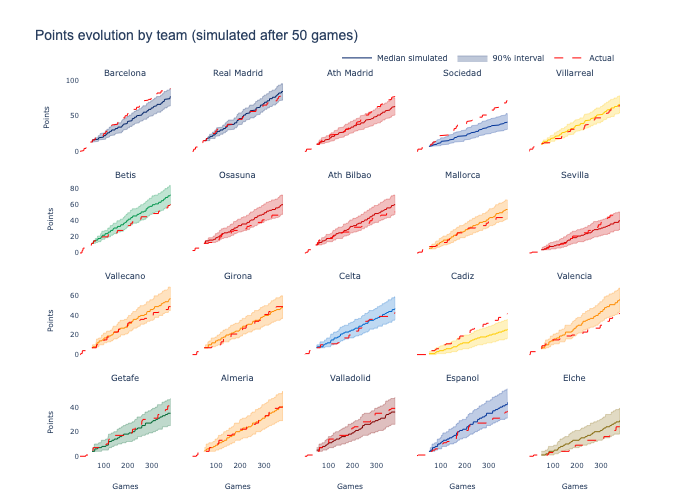 Points evolution by team (simulated after 50 games)
Median simulated 90% interval Actual
Barcelona Real Madrid Ath Madrid Sociedad Villarreal
100
50
0
Points
Betis Osasuna Ath Bilbao Mallorca Sevilla
80
60
40
20
0
Points
Vallecano Girona Celta Cadiz Valencia
60
40
20
0
Points
Getafe Almeria Valladolid Espanol Elche
40
20
0
Points
100 200 300 100 200 300 100 200 300 100 200 300 100 200 300
Games Games Games Games Games